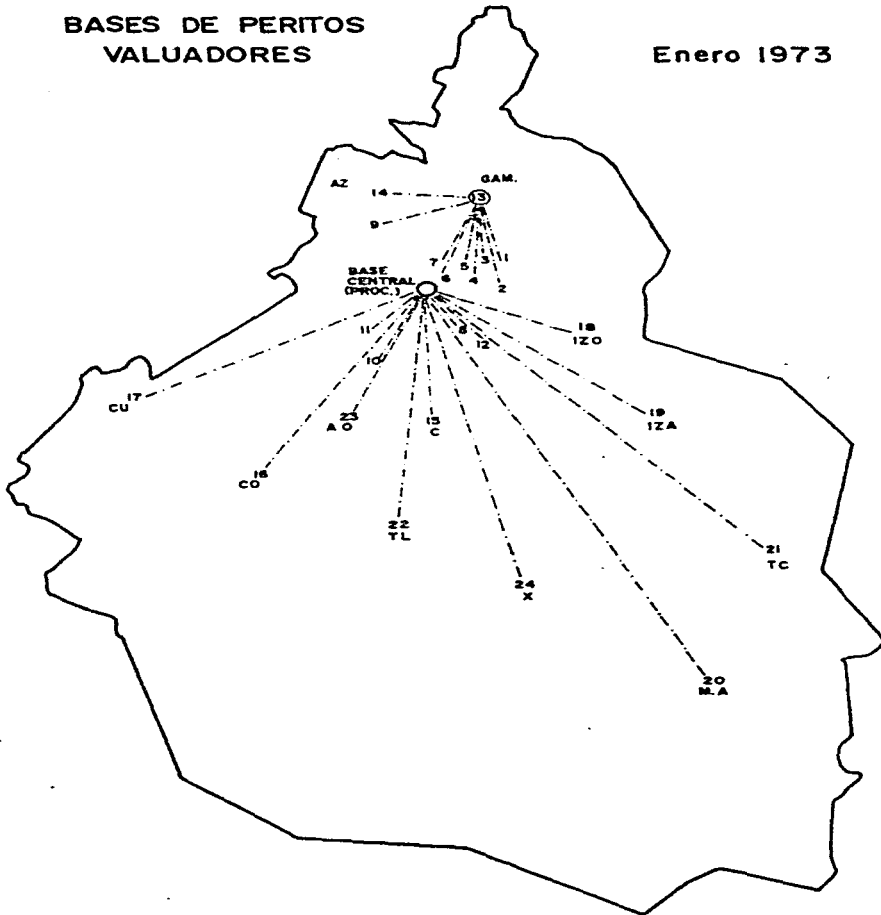 BASES DE PERITOS
VALUADORES
Enero 1973
GAM.
13
AZ
14
9
7
6
5
4
3
1
2
BASE
CENTRAL
(PROC.)
11
10
8
12
18
IZO
17
CU
23
A O
15
C
19
IZA
16
CO
22
TL
24
X
21
TC
20
M.A